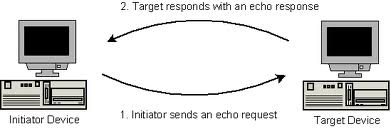 2. Target responds with an echo response
Initiator Device
1. Initiator sends an echo request
Target Device